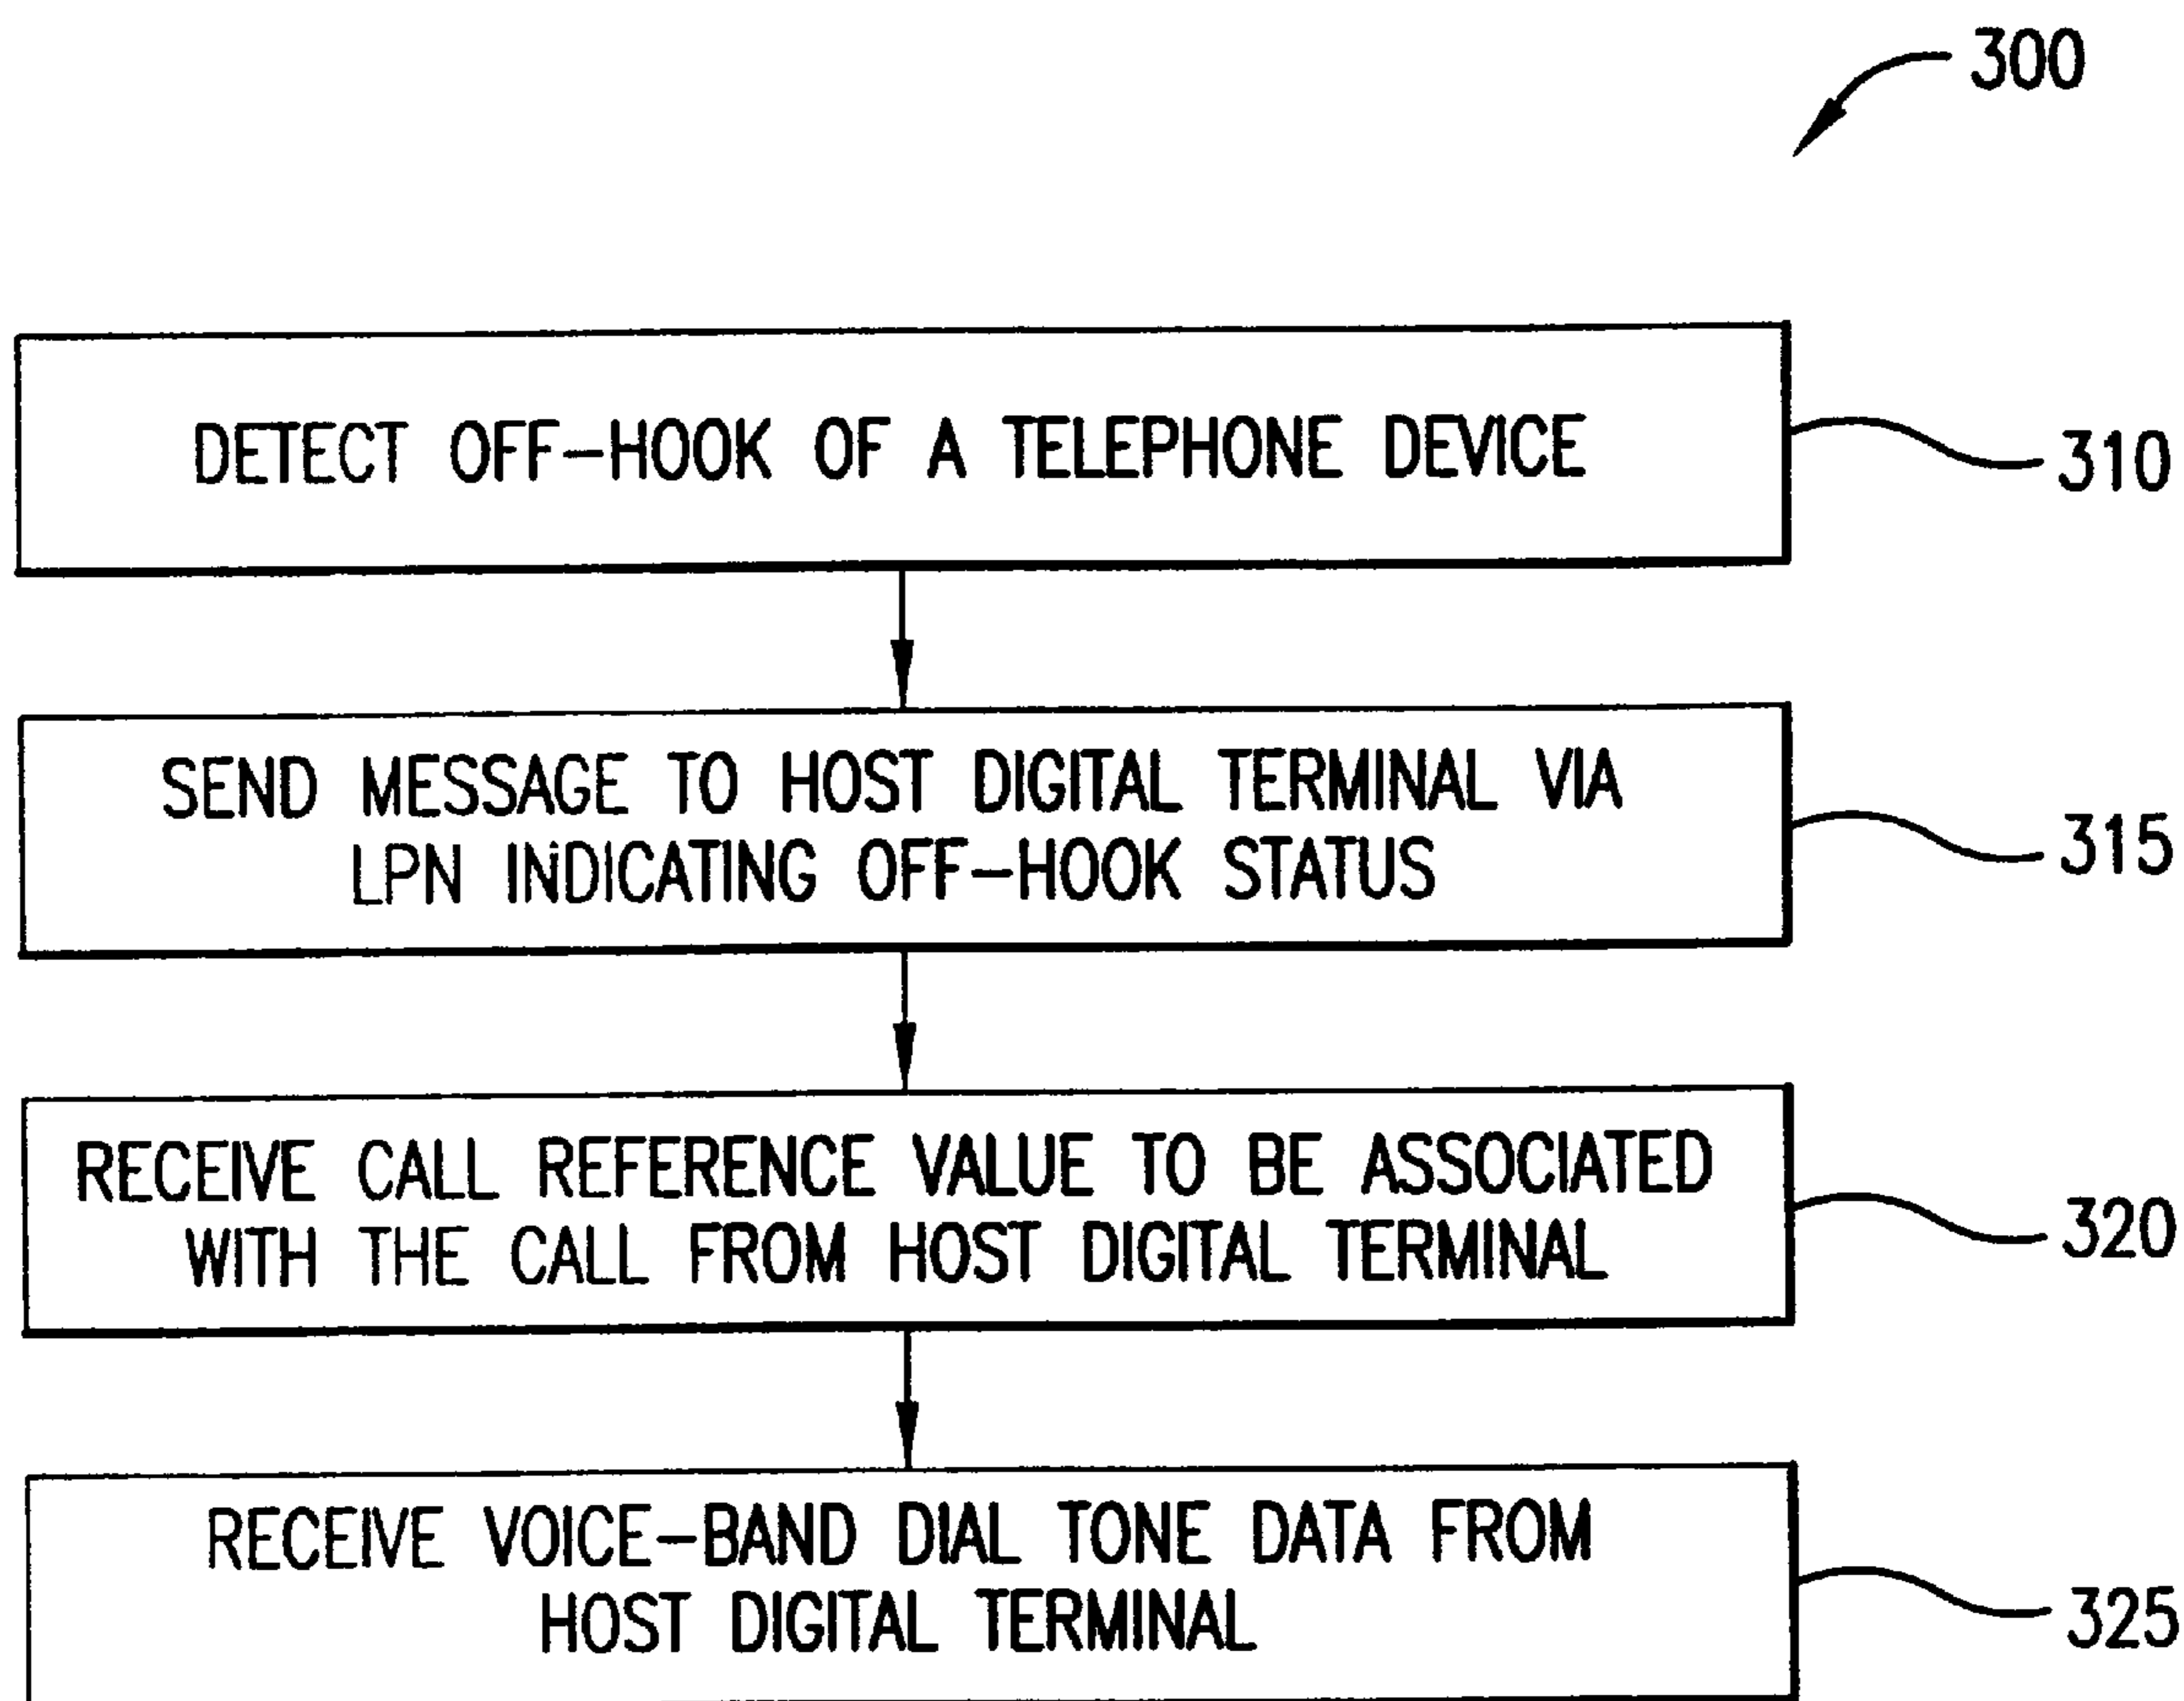 300
DETECT OFF-HOOK OF A TELEPHONE DEVICE
310
SEND MESSAGE TO HOST DIGITAL TERMINAL VIA
LPN INDICATING OFF-HOOK STATUS
315
RECEIVE CALL REFERENCE VALUE TO BE ASSOCIATED
WITH THE CALL FROM HOST DIGITAL TERMINAL
320
RECEIVE VOICE-BAND DIAL TONE DATA FROM
HOST DIGITAL TERMINAL
325